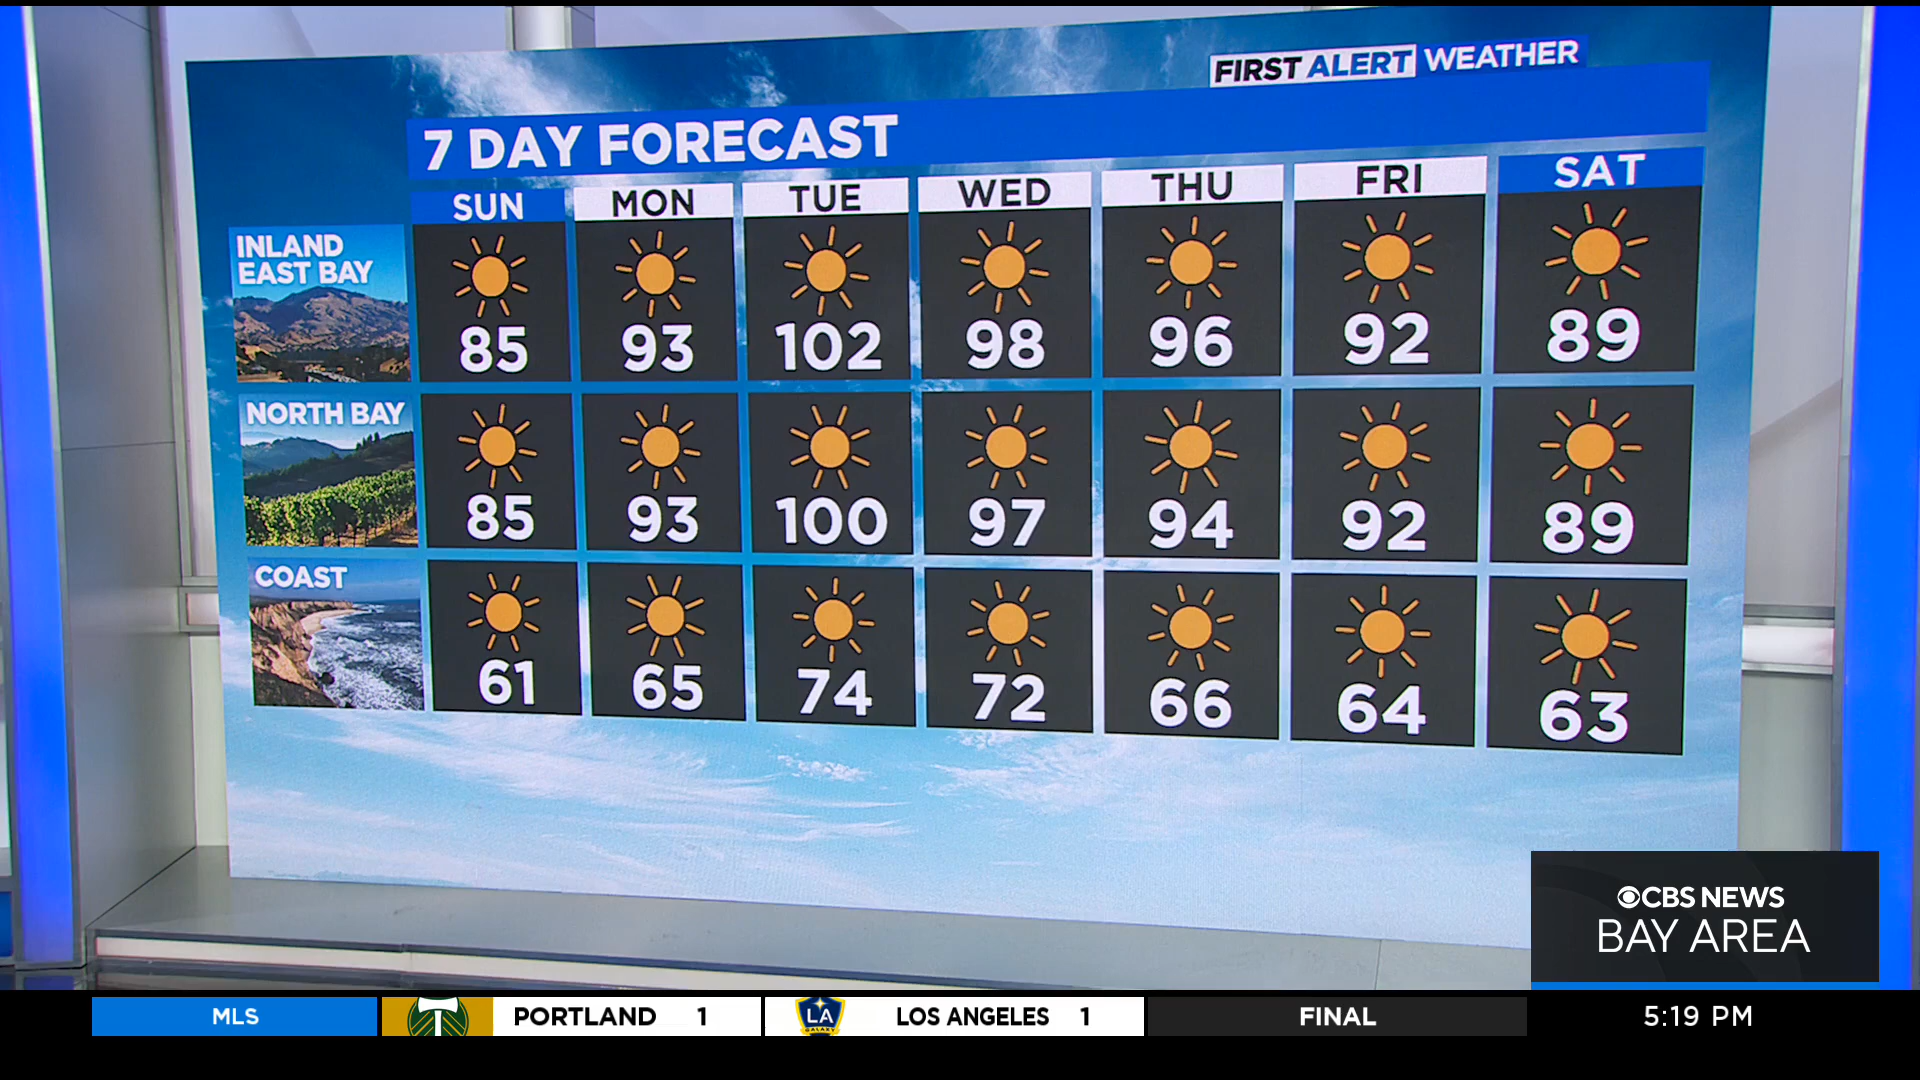 FIRST ALERT WEATHER
7 DAY FORECAST
SUN MON TUE WED THU FRI SAT
INLAND
EAST BAY
85 93 102 98 96 92 89
NORTH BAY
85 93 100 97 94 92 89
COAST
61 65 74 72 66 64 63
CBS NEWS
BAY AREA
MLS PORTLAND 1 LA GALAXY LOS ANGELES 1 FINAL 5:19 PM